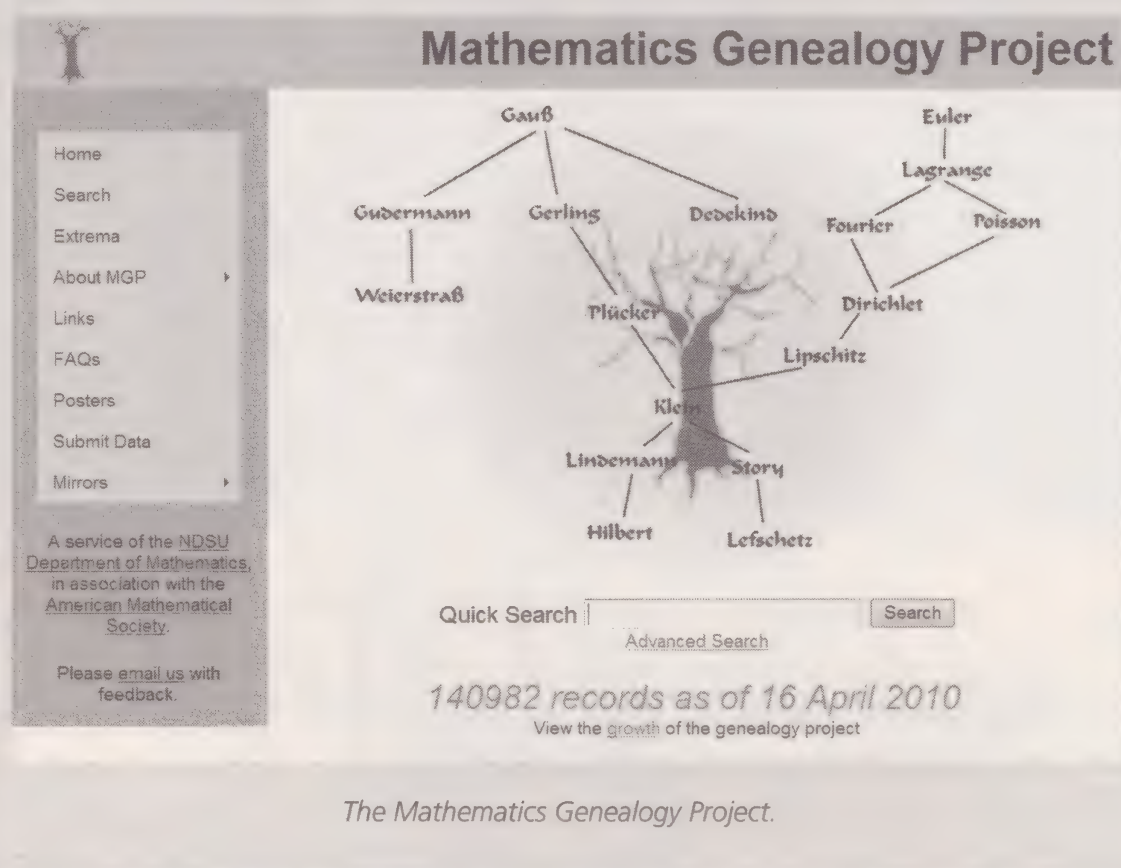 Mathematics Genealogy Project
Home
Search
Extrema
About MGP
Links
FAQs
Posters
Submit Data
Mirrors
A service of the NDSU
Department of Mathematics,
in association with the
American Mathematical
Society.
Please email us with
feedback.
Gauß
Euler
Lagrange
Gudermann
Gerling
Dedekind
Fourier
Poisson
Weierstraß
Plücker
Dirichlet
Lipschitz
Klein
Lindemann
Story
Hilbert
Lefschetz
Quick Search
Search
Advanced Search
140982 records as of 16 April 2010
View the growth of the genealogy project
The Mathematics Genealogy Project.